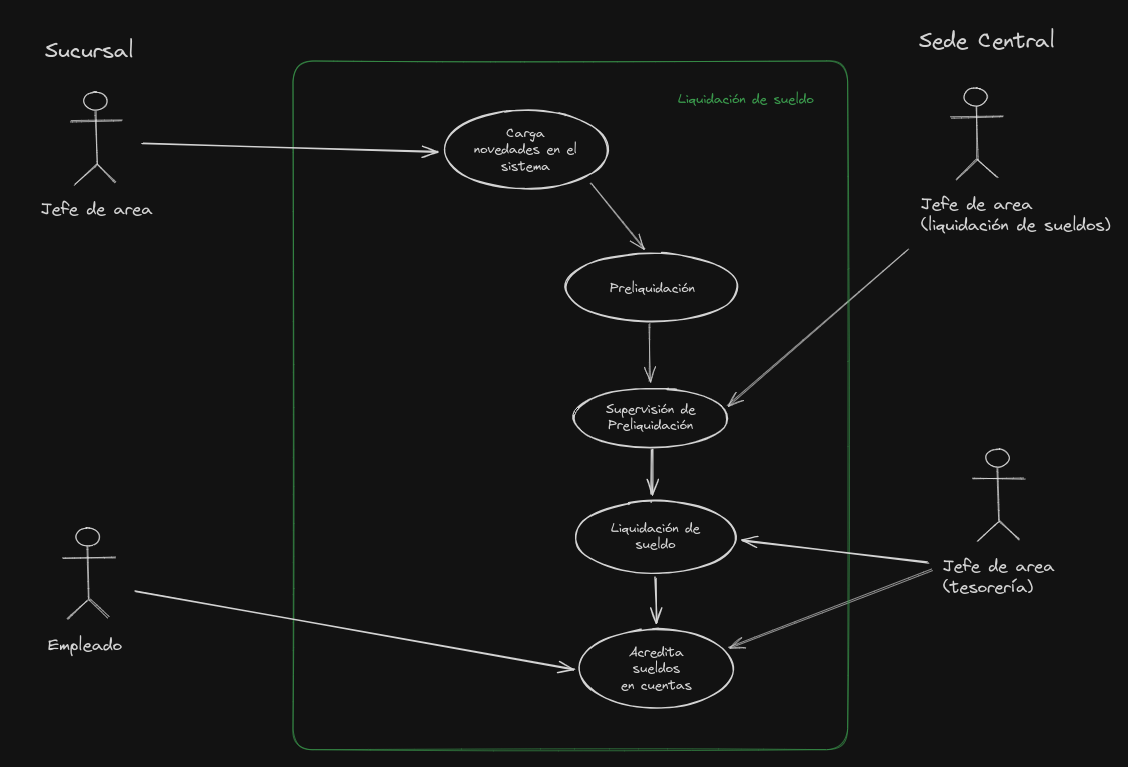 Sucursal
Sede Central
Liquidación de sueldo
Carga
novedades en el
sistema
Jefe de area
Jefe de area
(liquidación de sueldos)
Preliquidación
Supervisión de
Preliquidación
Liquidación de
sueldo
Jefe de area
(tesorería)
Empleado
Acredita
sueldos
en cuentas